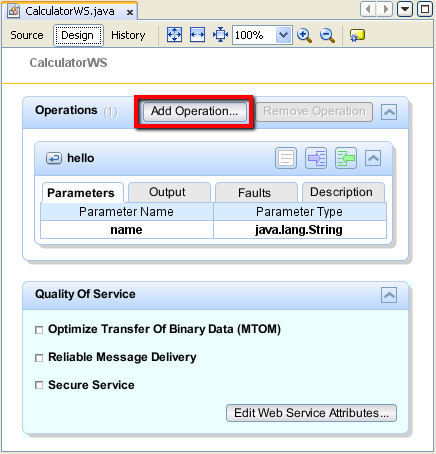 CalculatorWS.java x
Source Design History 100%
CalculatorWS
Operations (1) Add Operation... Remove Operation
hello
Parameters Output Faults Description
Parameter Name Parameter Type
name java.lang.String
Quality Of Service
Optimize Transfer Of Binary Data (MTOM)
Reliable Message Delivery
Secure Service
Edit Web Service Attributes...